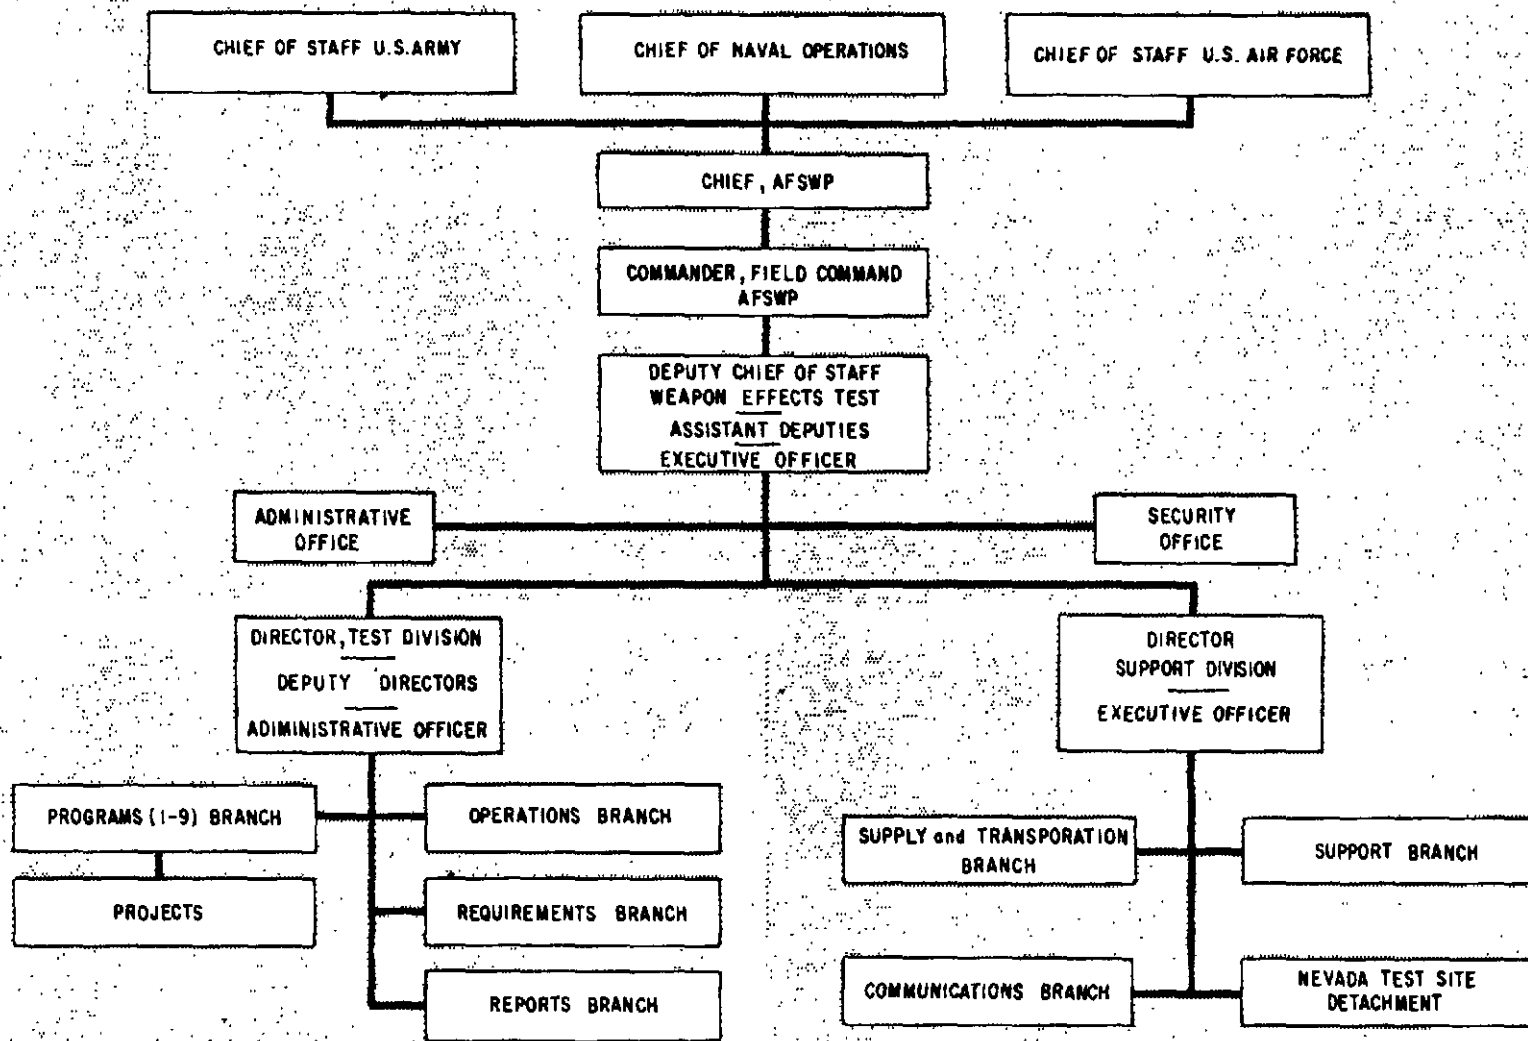 CHIEF OF STAFF U.S.ARMY
CHIEF OF NAVAL OPERATIONS
CHIEF OF STAFF U.S. AIR FORCE
CHIEF, AFSWP
COMMANDER, FIELD COMMAND
AFSWP
DEPUTY CHIEF OF STAFF
WEAPON EFFECTS TEST
ASSISTANT DEPUTIES
EXECUTIVE OFFICER
ADMINISTRATIVE
OFFICE
SECURITY
OFFICE
DIRECTOR, TEST DIVISION
DEPUTY DIRECTORS
ADIMINISTRATIVE OFFICER
DIRECTOR
SUPPORT DIVISION
EXECUTIVE OFFICER
PROGRAMS (1-9) BRANCH
OPERATIONS BRANCH
PROJECTS
REQUIREMENTS BRANCH
REPORTS BRANCH
SUPPLY and TRANSPORATION
BRANCH
SUPPORT BRANCH
COMMUNICATIONS BRANCH
NEVADA TEST SITE
DETACHMENT